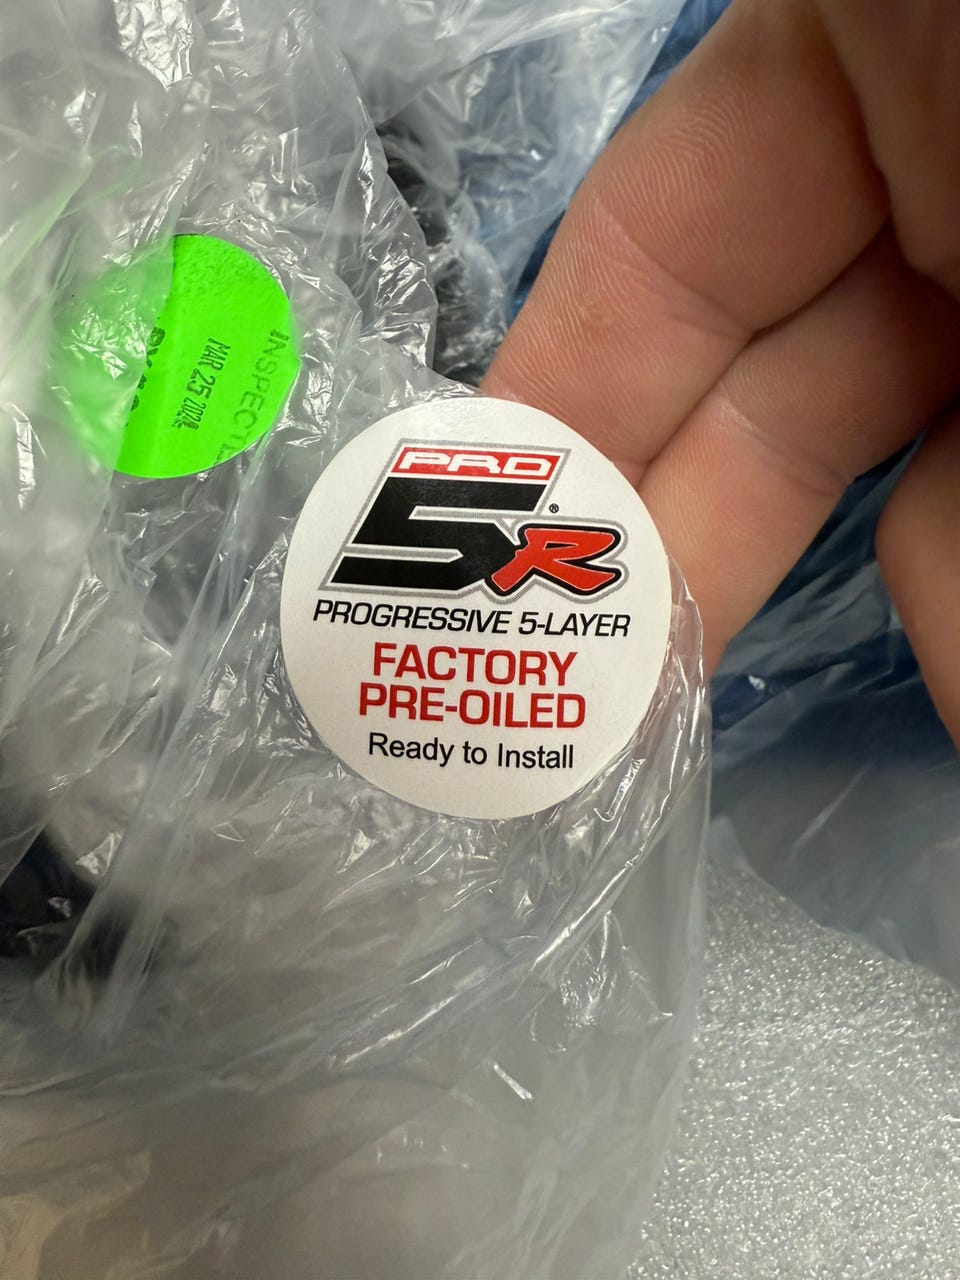 INSPECTE
MAR 25 2024
PRO
5R®
PROGRESSIVE 5-LAYER
FACTORY
PRE-OILED
Ready to Install